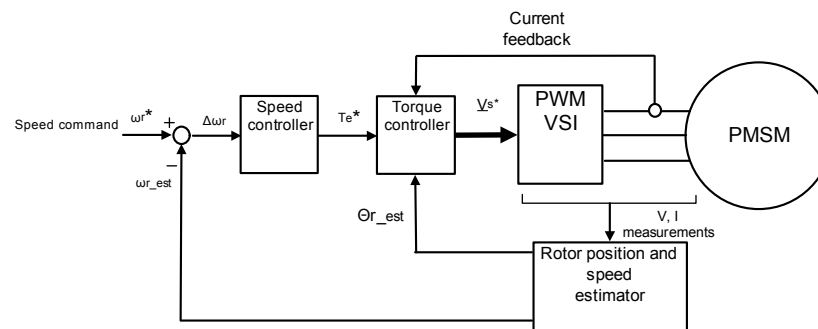 Current
feedback
Speed command
ωr*
+
Δωr
Speed
controller
Te*
Torque
controller
Vs*
PWM
VSI
PMSM
−
ωr_est
Θr_est
V, I
measurements
Rotor position and
speed
estimator